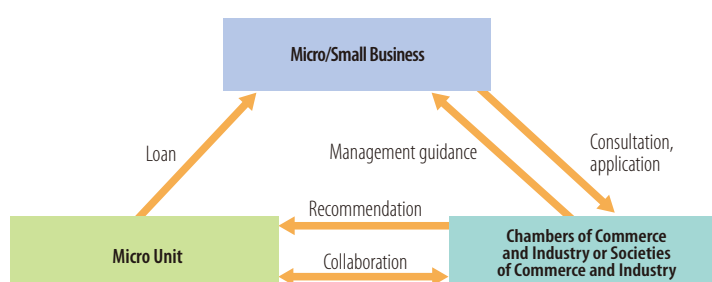 Micro/Small Business
Loan
Management guidance
Consultation,
application
Recommendation
Micro Unit
Chambers of Commerce
and Industry or Societies
of Commerce and Industry
Collaboration